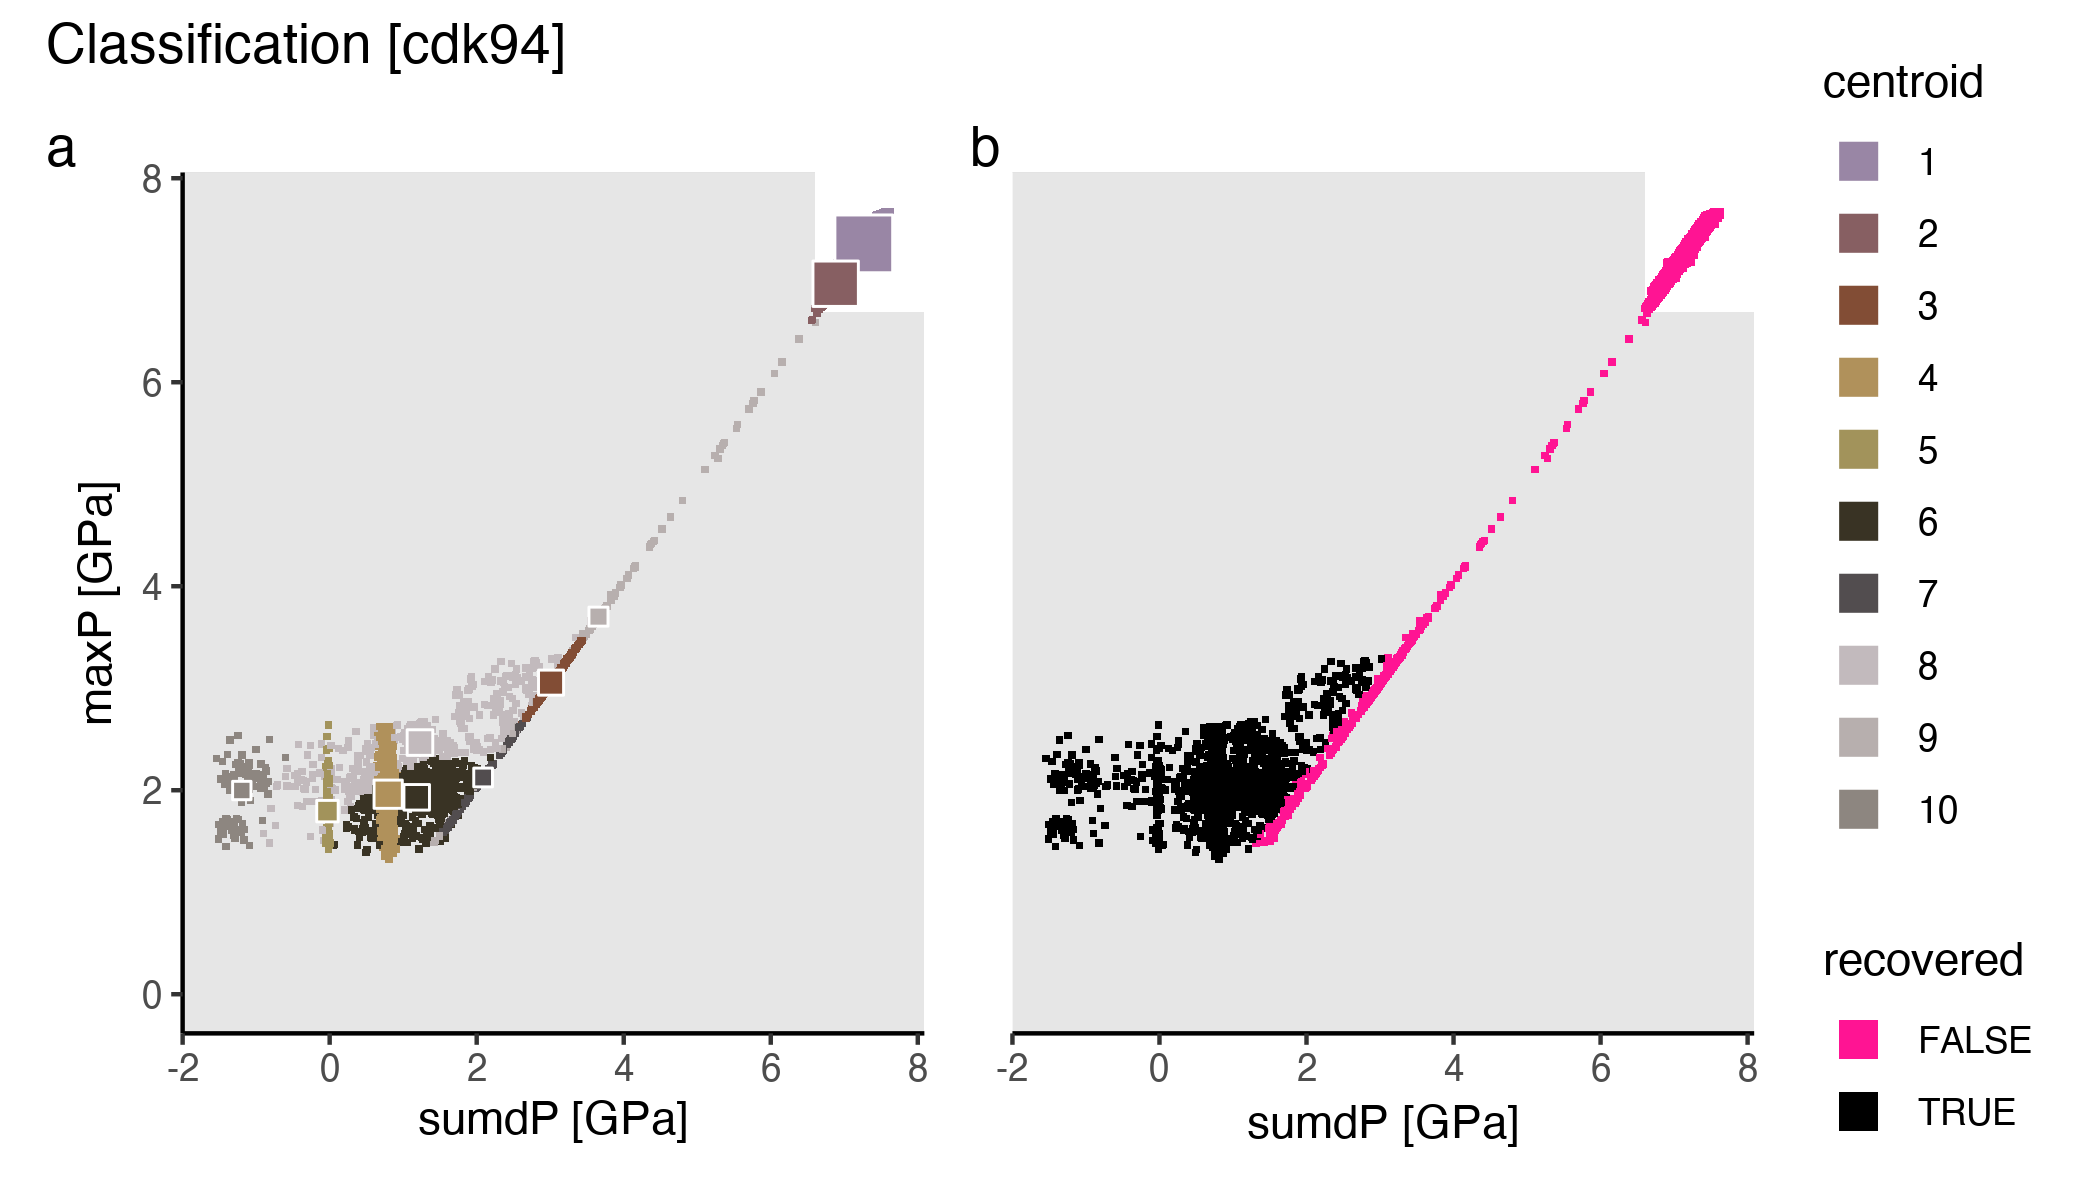 Classification [cdk94]
a
b
maxP [GPa]
8
6
4
2
0
-2 0 2 4 6 8
sumdP [GPa]
-2 0 2 4 6 8
sumdP [GPa]
centroid
1
2
3
4
5
6
7
8
9
10
recovered
FALSE
TRUE